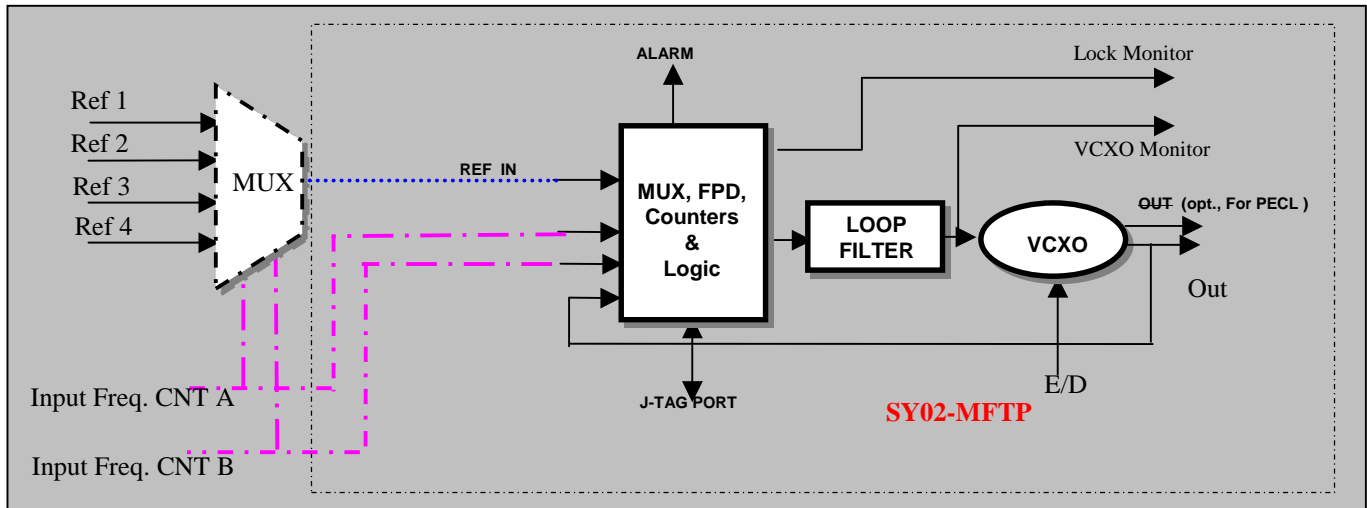 ALARM
Lock Monitor
Ref 1
Ref 2
Ref 3
Ref 4
MUX
REF IN
MUX, FPD,
Counters
&
Logic
LOOP
FILTER
VCXO Monitor
VCXO
OUT (opt., For PECL )
Out
Input Freq. CNT A
J-TAG PORT
E/D
SY02-MFTP
Input Freq. CNT B